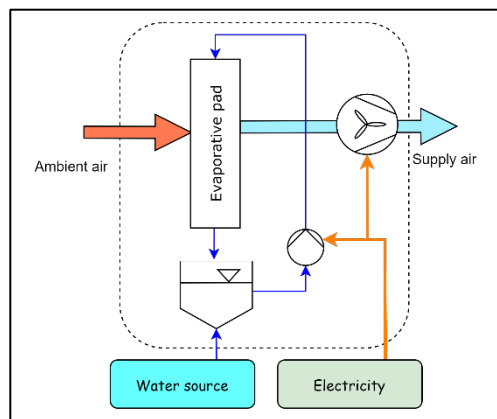 Evaporative pad
Ambient air
Supply air
Water source
Electricity